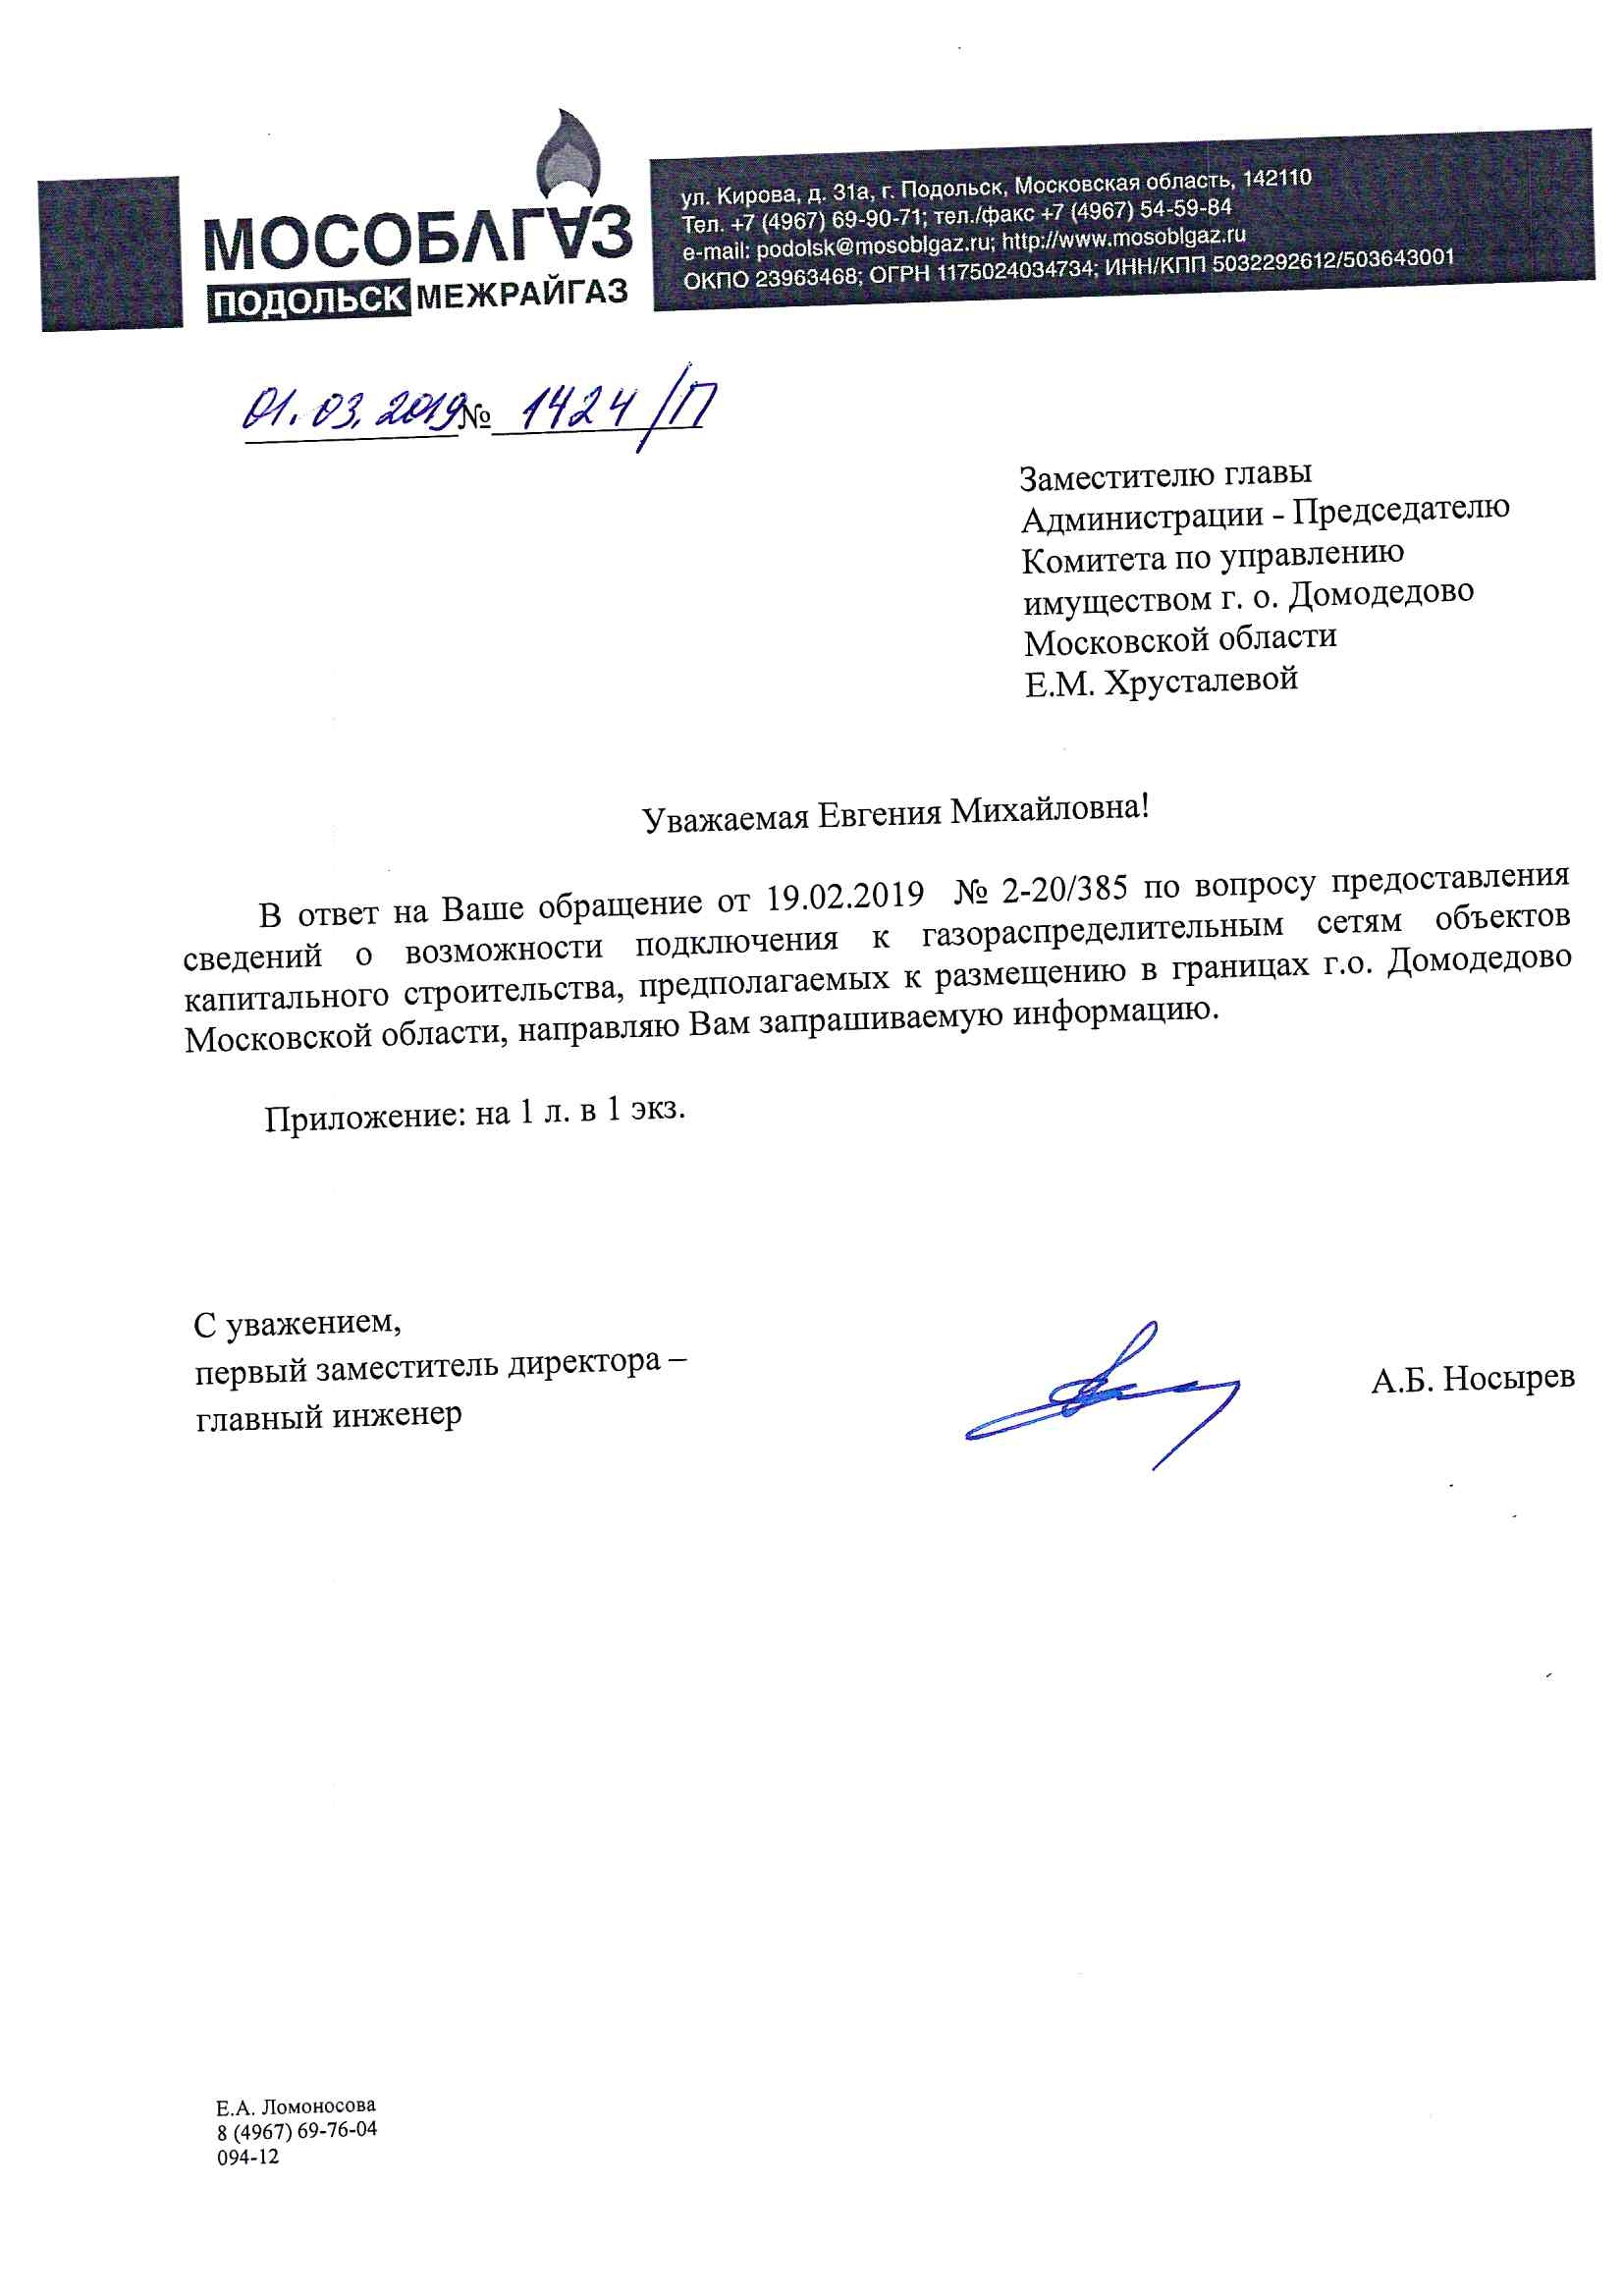 МОСОБЛГАЗ
ПОДОЛЬСК МЕЖРАЙГАЗ
ул. Кирова, д. 31а, г. Подольск, Московская область, 142110
Тел. +7 (4967) 69-90-71; тел./факс +7 (4967) 54-59-84
e-mail: podolsk@mosoblgaz.ru; http://www.mosoblgaz.ru
ОКПО 23963468; ОГРН 1175024034734; ИНН/КПП 5032292612/503643001
01.03.2019 № 1424/П
Заместителю главы
Администрации - Председателю
Комитета по управлению
имуществом г. о. Домодедово
Московской области
Е.М. Хрусталевой
Уважаемая Евгения Михайловна!
В ответ на Ваше обращение от 19.02.2019 № 2-20/385 по вопросу предоставления
сведений о возможности подключения к газораспределительным сетям объектов
капитального строительства, предполагаемых к размещению в границах г.о. Домодедово
Московской области, направляю Вам запрашиваемую информацию.
Приложение: на 1 л. в 1 экз.
С уважением,
первый заместитель директора –
главный инженер
А.Б. Носырев
Е.А. Ломоносова
8 (4967) 69-76-04
094-12